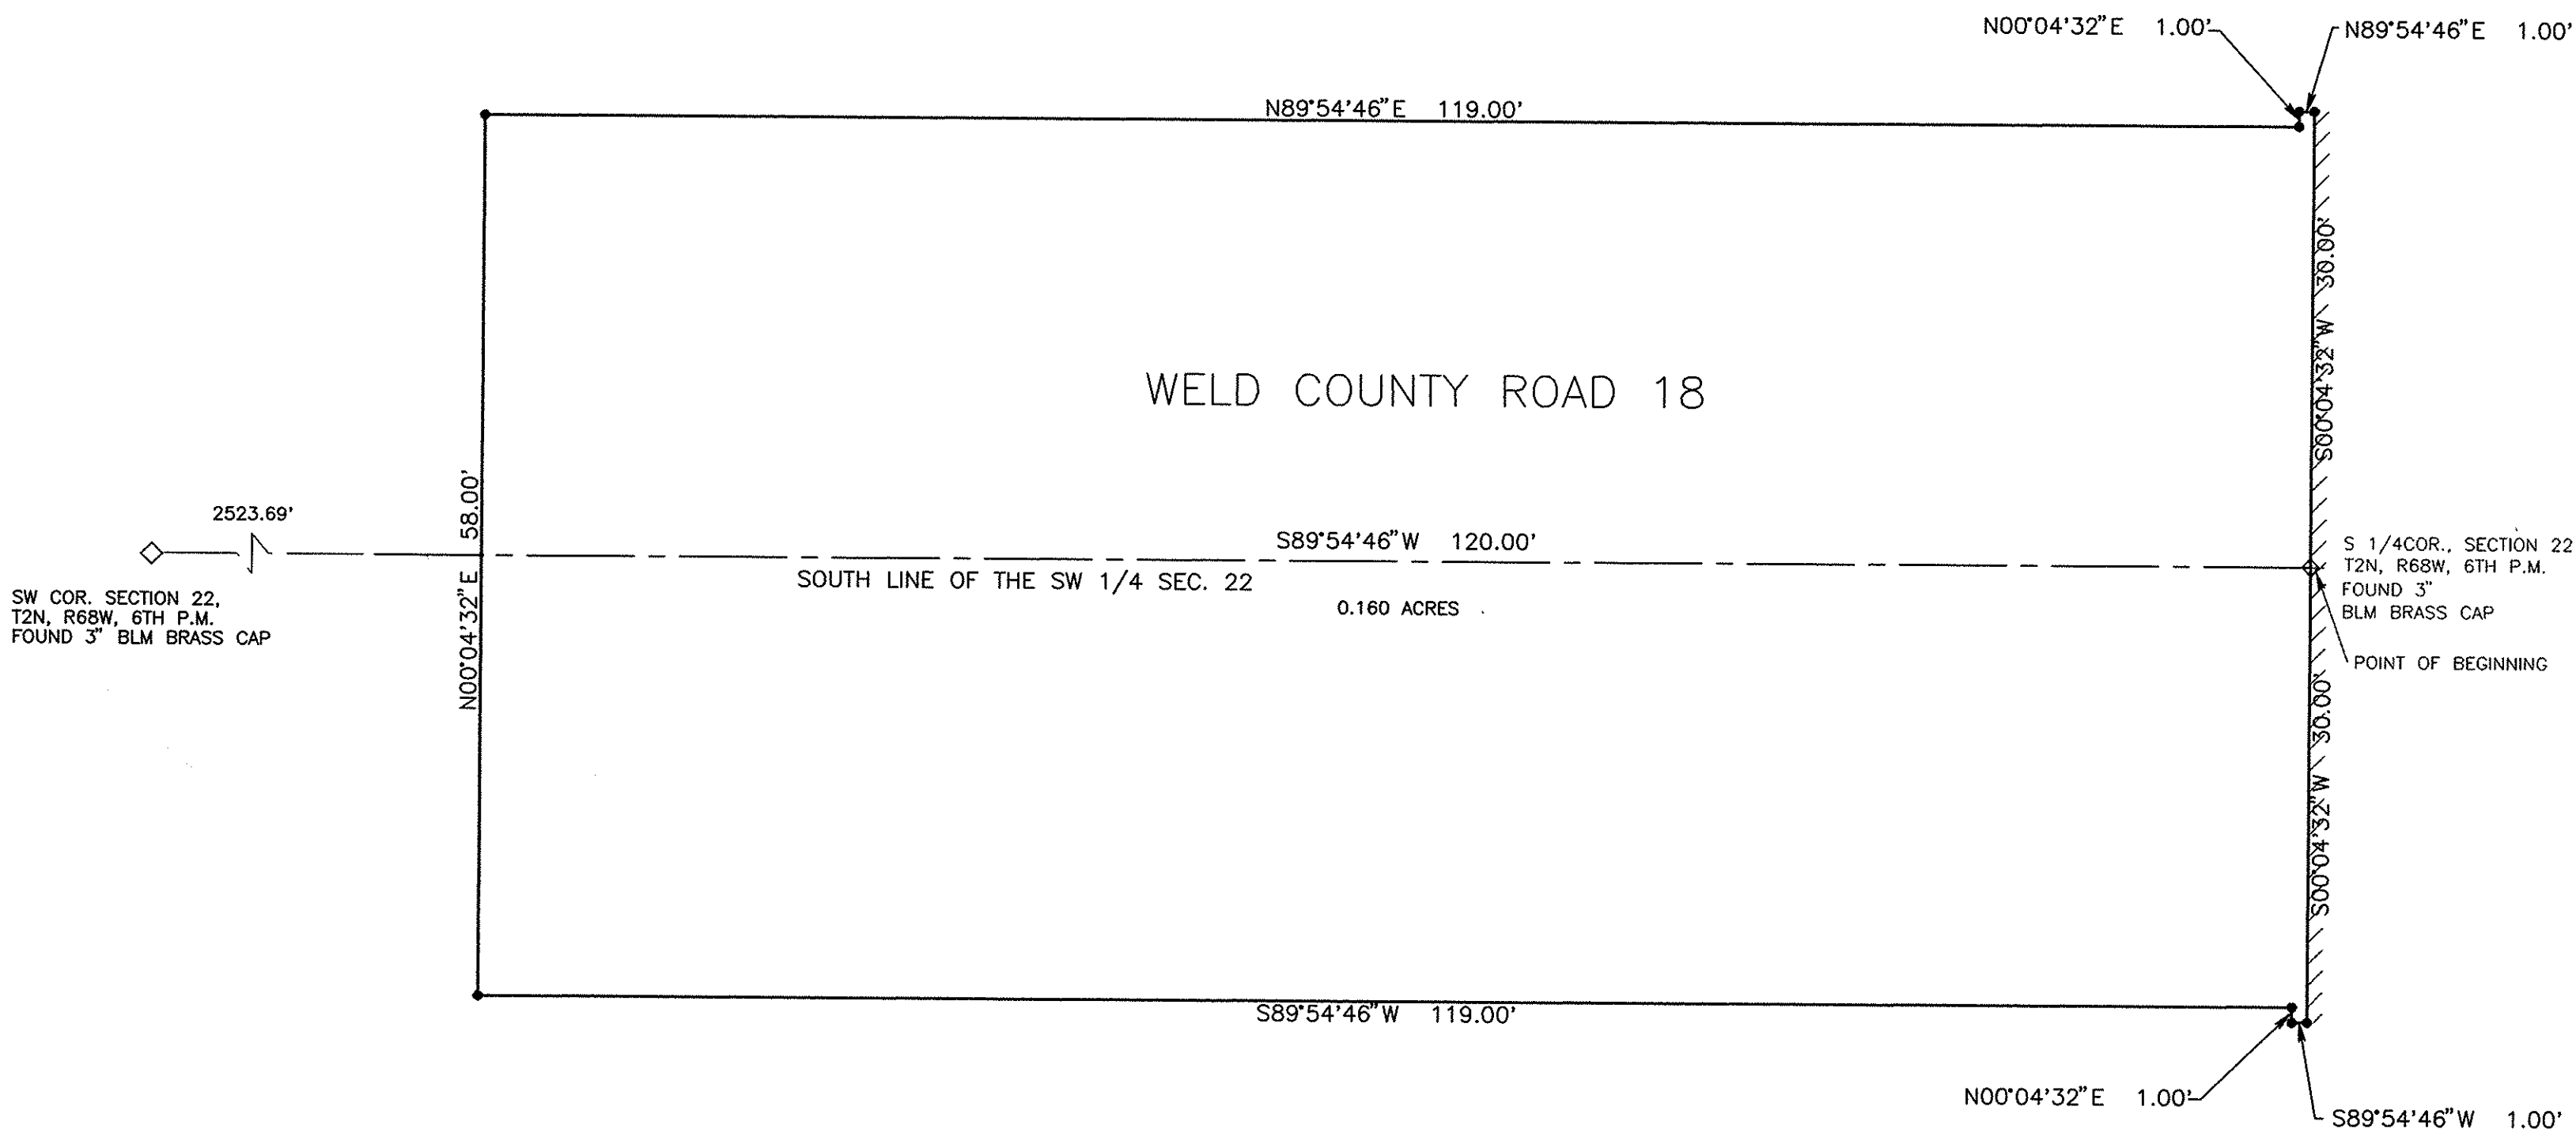 N00°04'32"E 1.00'
N89°54'46"E 1.00'
N89°54'46"E 119.00'
S00°04'32"W 30.00'
WELD COUNTY ROAD 18
N00°04'32"E 58.00'
2523.69'
S89°54'46"W 120.00'
SOUTH LINE OF THE SW 1/4 SEC. 22
0.160 ACRES
SW COR. SECTION 22,
T2N, R68W, 6TH P.M.
FOUND 3" BLM BRASS CAP
S 1/4COR., SECTION 22
T2N, R68W, 6TH P.M.
FOUND 3"
BLM BRASS CAP
POINT OF BEGINNING
S00°04'32"W 30.00'
S89°54'46"W 119.00'
N00°04'32"E 1.00'
S89°54'46"W 1.00'